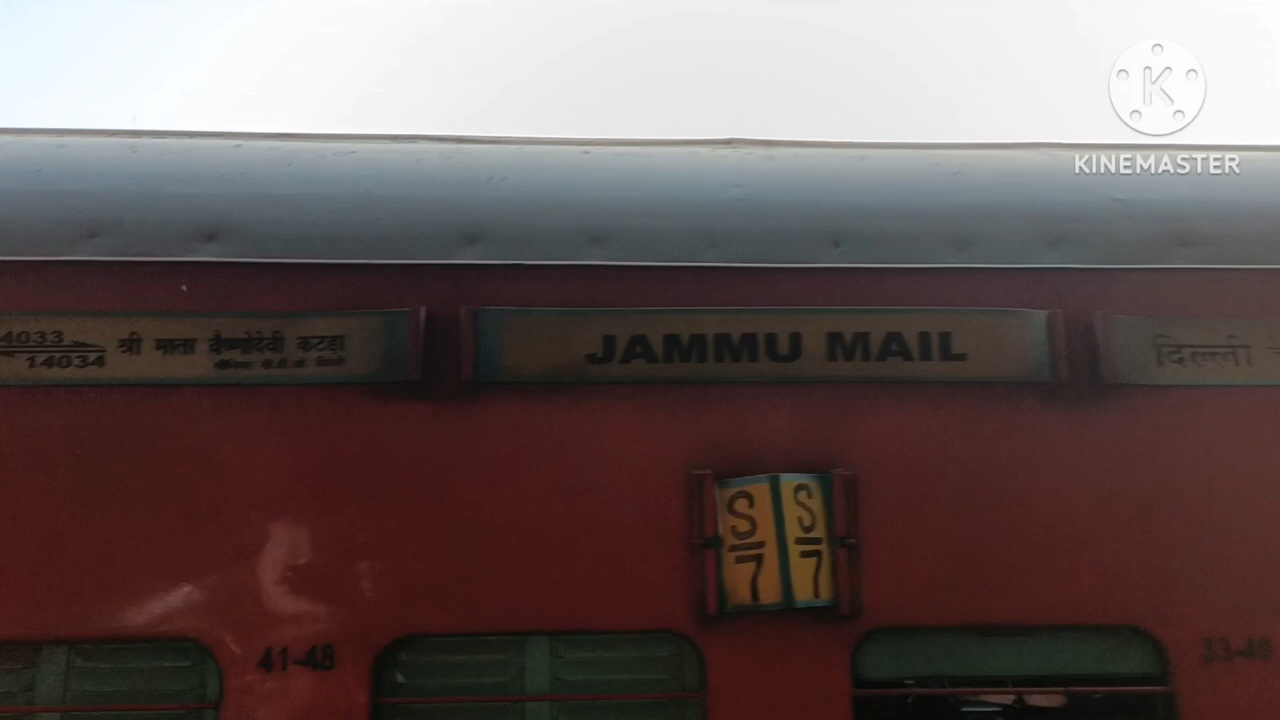 K
KINEMASTER
4033
14034
श्री माता वैष्णोदेवी कटड़ा
JAMMU MAIL
दिल्ली
S
7
S
7
41-48
33-40